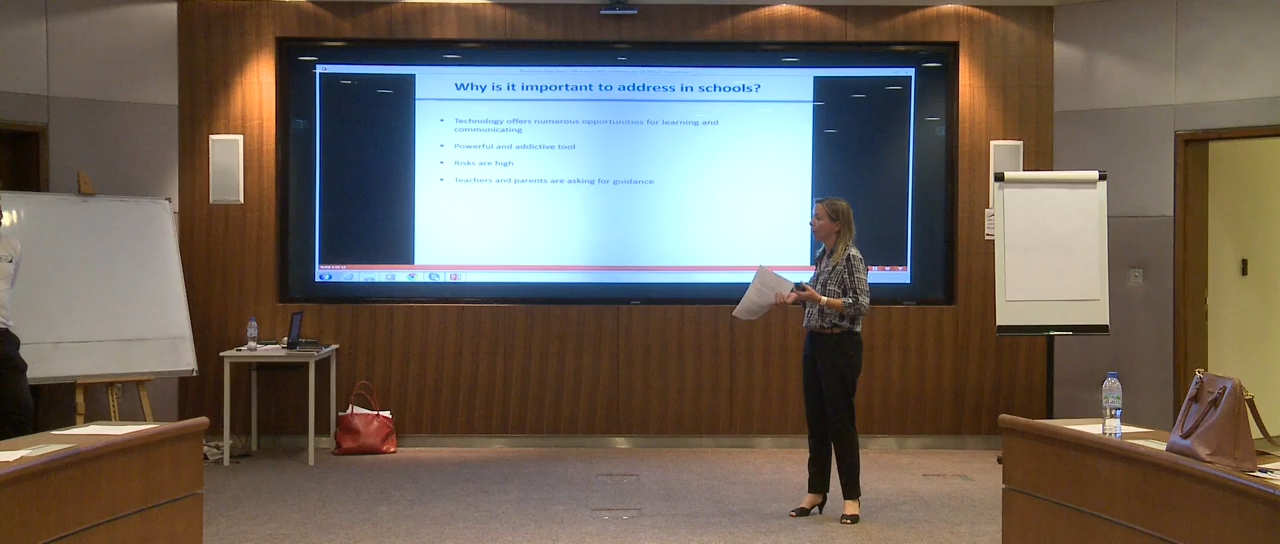 Why is it important to address in schools?
• Technology offers numerous opportunities for learning and
communicating
• Powerful and addictive tool
• Risks are high
• Teachers and parents are asking for guidance